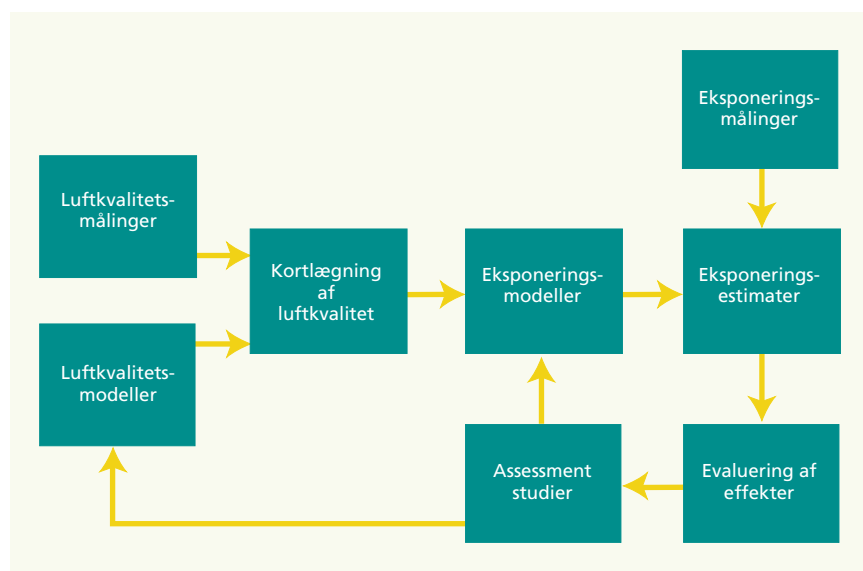 Eksponerings-
målinger
Luftkvalitets-
målinger
Kortlægning
af
luftkvalitet
Eksponerings-
modeller
Eksponerings-
estimater
Luftkvalitets-
modeller
Assessment
studier
Evaluering af
effekter